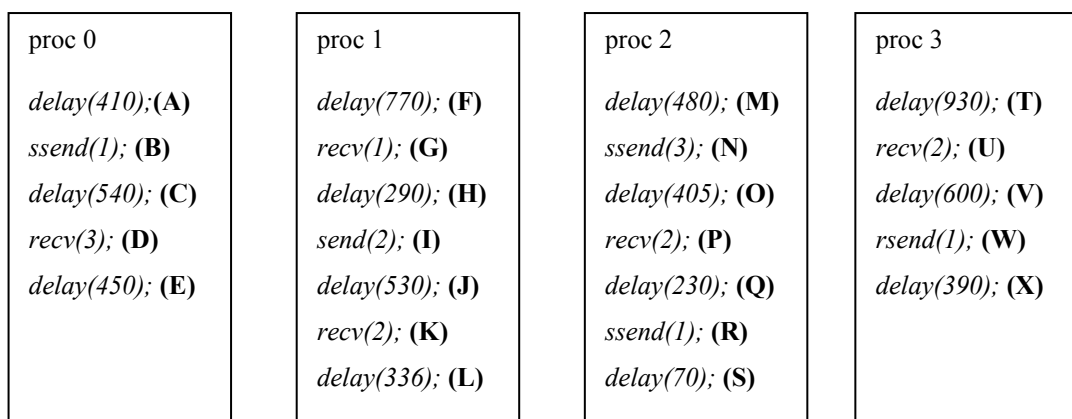 proc 0
delay(410);(A)
ssend(1); (B)
delay(540); (C)
recv(3); (D)
delay(450); (E)
proc 1
delay(770); (F)
recv(1); (G)
delay(290); (H)
send(2); (I)
delay(530); (J)
recv(2); (K)
delay(336); (L)
proc 2
delay(480); (M)
ssend(3); (N)
delay(405); (O)
recv(2); (P)
delay(230); (Q)
ssend(1); (R)
delay(70); (S)
proc 3
delay(930); (T)
recv(2); (U)
delay(600); (V)
rsend(1); (W)
delay(390); (X)